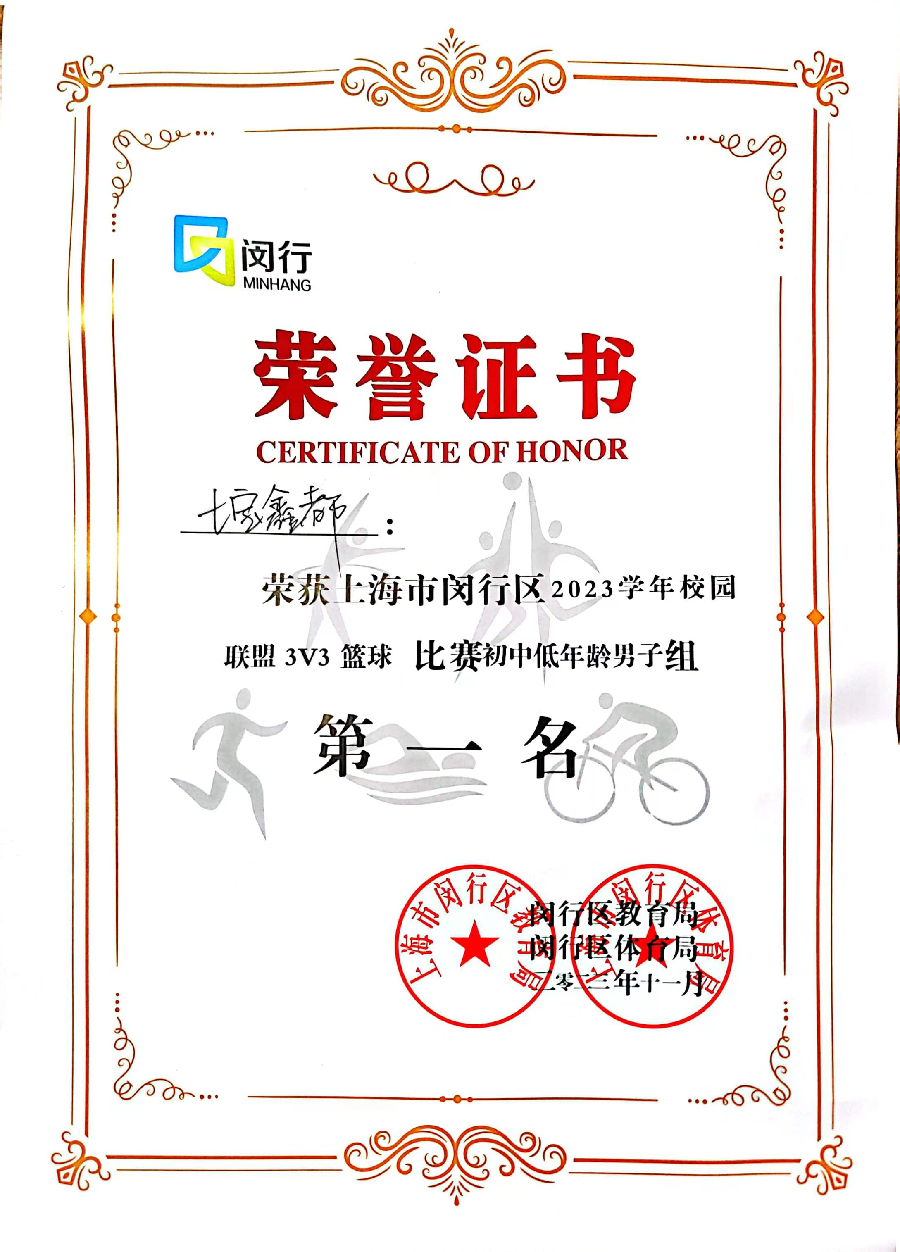 闵行
MINHANG
荣誉证书
CERTIFICATE OF HONOR
七宝鑫都：
荣获上海市闵行区2023学年校园
联盟 3V3 篮球 比赛初中低年龄男子组
第一名
上海市闵行区教育局
上海市闵行区体育局
闵行区教育局
闵行区体育局
二零二三年十一月